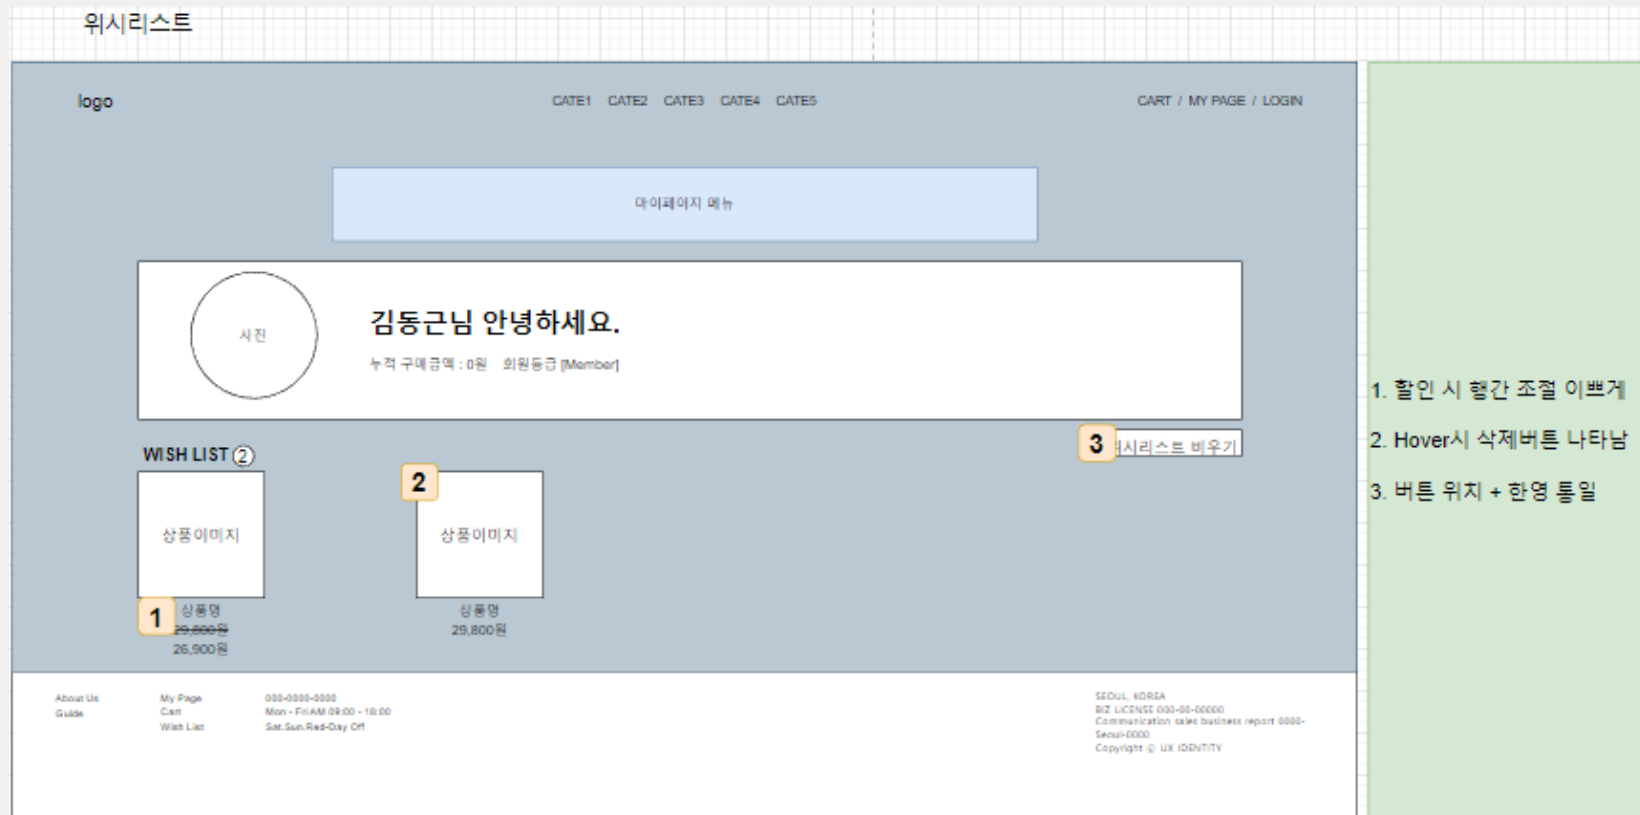 위시리스트
logo
CATE1 CATE2 CATE3 CATE4 CATE5
CART / MY PAGE / LOGIN
마이페이지 메뉴
사진
김동근님 안녕하세요.
누적 구매금액 : 0원 회원등급 [Member]
3
시리스트 비우기
WISH LIST 2
2
상품이미지
상품이미지
1
상품명
29,800원
26,900원
상품명
29,800원
1. 할인 시 행간 조절 이쁘게
2. Hover시 삭제버튼 나타남
3. 버튼 위치 + 한영 통일
About Us
Guide
My Page
Cart
Wish List
000-0000-0000
Mon - Fri AM 09:00 - 18:00
Sat.Sun.Red-Day Off
SEOUL, KOREA
BIZ LICENSE 000-00-00000
Communication sales business report 0000-
Seoul-0000
Copyright ⓒ UX IDENTITY